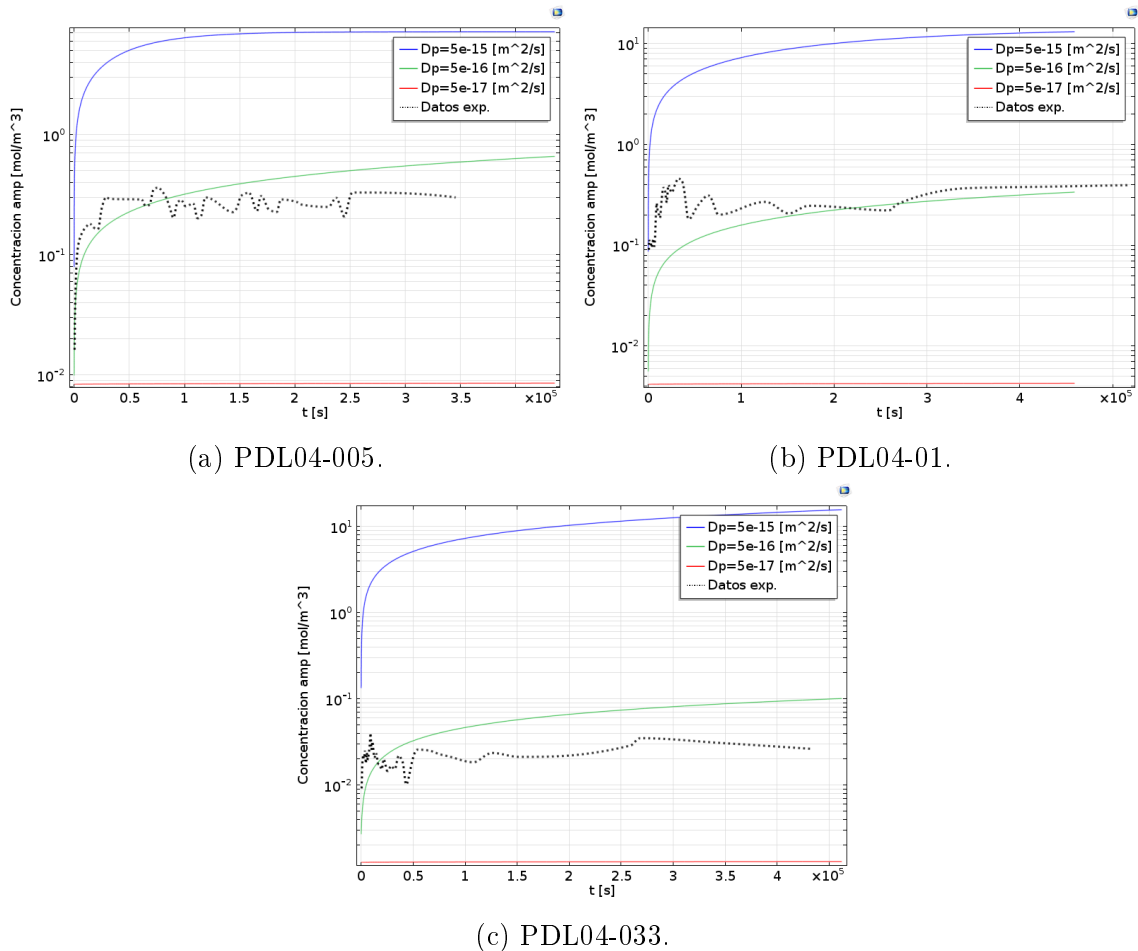 Concentracion amp [mol/m^3]
10^0
10^-1
10^-2
Dp=5e-15 [m^2/s]
Dp=5e-16 [m^2/s]
Dp=5e-17 [m^2/s]
Datos exp.
0 0.5 1 1.5 2 2.5 3 3.5 ×10^5
t [s]
(a) PDL04-005.
Concentracion amp [mol/m^3]
10^1
10^0
10^-1
10^-2
Dp=5e-15 [m^2/s]
Dp=5e-16 [m^2/s]
Dp=5e-17 [m^2/s]
Datos exp.
0 1 2 3 4 ×10^5
t [s]
(b) PDL04-01.
Concentracion amp [mol/m^3]
10^1
10^0
10^-1
10^-2
Dp=5e-15 [m^2/s]
Dp=5e-16 [m^2/s]
Dp=5e-17 [m^2/s]
Datos exp.
0 0.5 1 1.5 2 2.5 3 3.5 4 ×10^5
t [s]
(c) PDL04-033.